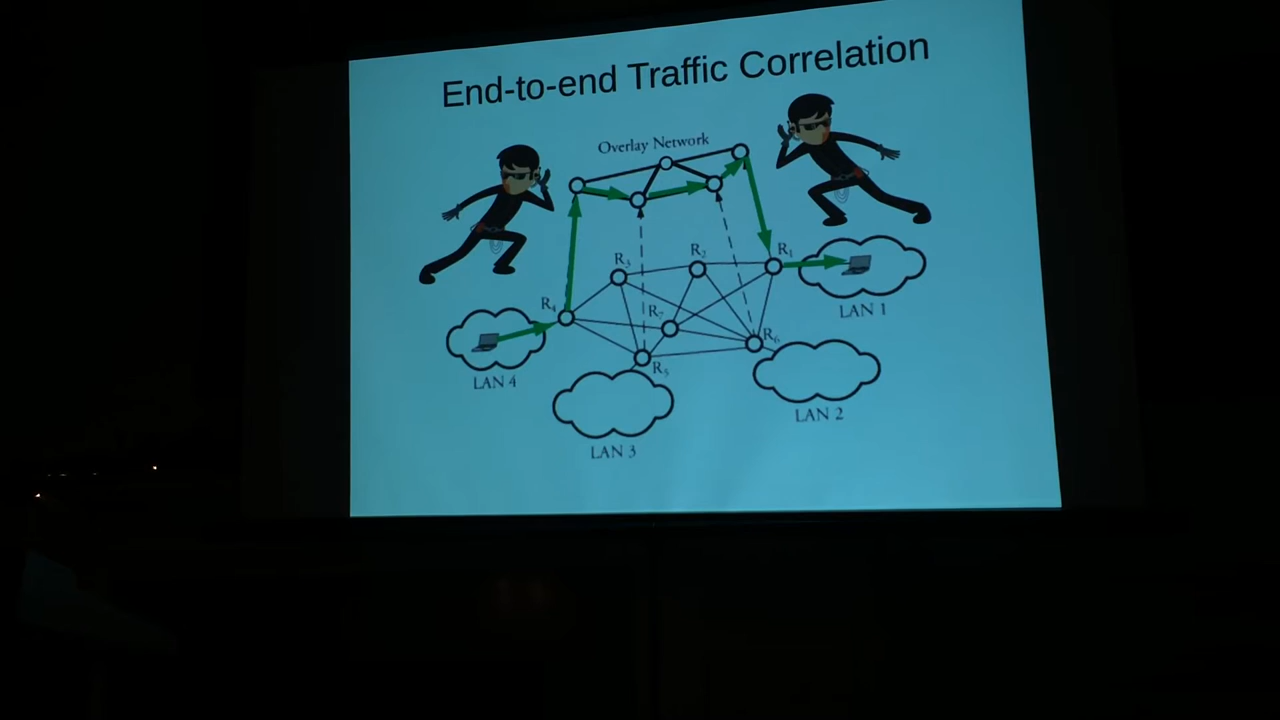 End-to-end Traffic Correlation
Overlay Network
R₃
R₂
R₁
LAN 1
R₄
R₇
R₆
LAN 4
R₅
LAN 2
LAN 3